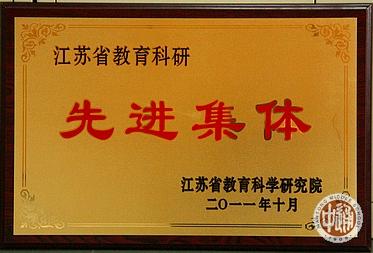 江苏省教育科研
先进集体
江苏省教育科学研究院
二〇一一年十月